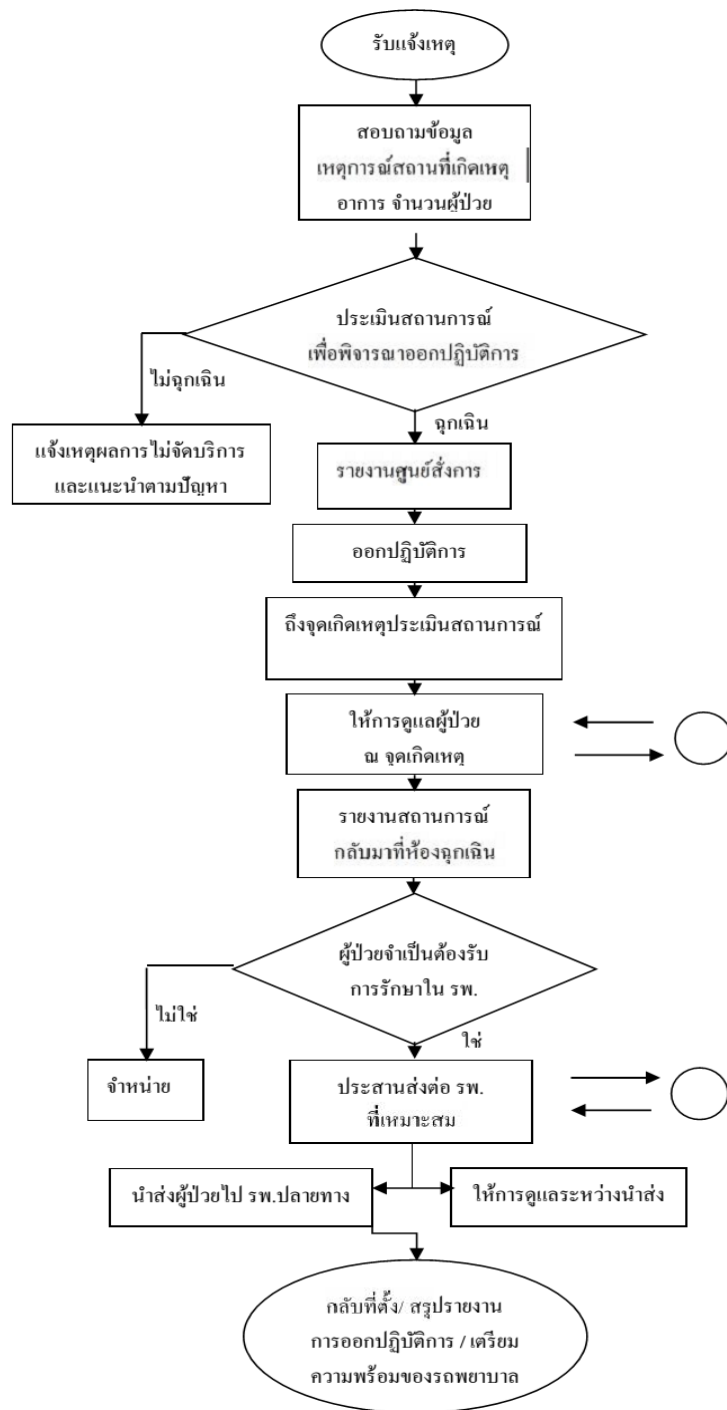 รับแจ้งเหตุ
สอบถามข้อมูล
เหตุการณ์สถานที่เกิดเหตุ
อาการ จำนวนผู้ป่วย
ประเมินสถานการณ์
เพื่อพิจารณาออกปฏิบัติการ
ไม่ฉุกเฉิน
ฉุกเฉิน
แจ้งเหตุผลการไม่จัดบริการ
และแนะนำตามปัญหา
รายงานศูนย์สั่งการ
ออกปฏิบัติการ
ถึงจุดเกิดเหตุประเมินสถานการณ์
ให้การดูแลผู้ป่วย
ณ จุดเกิดเหตุ
รายงานสถานการณ์
กลับมาที่ห้องฉุกเฉิน
ผู้ป่วยจำเป็นต้องรับ
การรักษาใน รพ.
ไม่ใช่
ใช่
จำหน่าย
ประสานส่งต่อ รพ.
ที่เหมาะสม
นำส่งผู้ป่วยไป รพ.ปลายทาง
ให้การดูแลระหว่างนำส่ง
กลับที่ตั้ง/ สรุปรายงาน
การออกปฏิบัติการ / เตรียม
ความพร้อมของรถพยาบาล